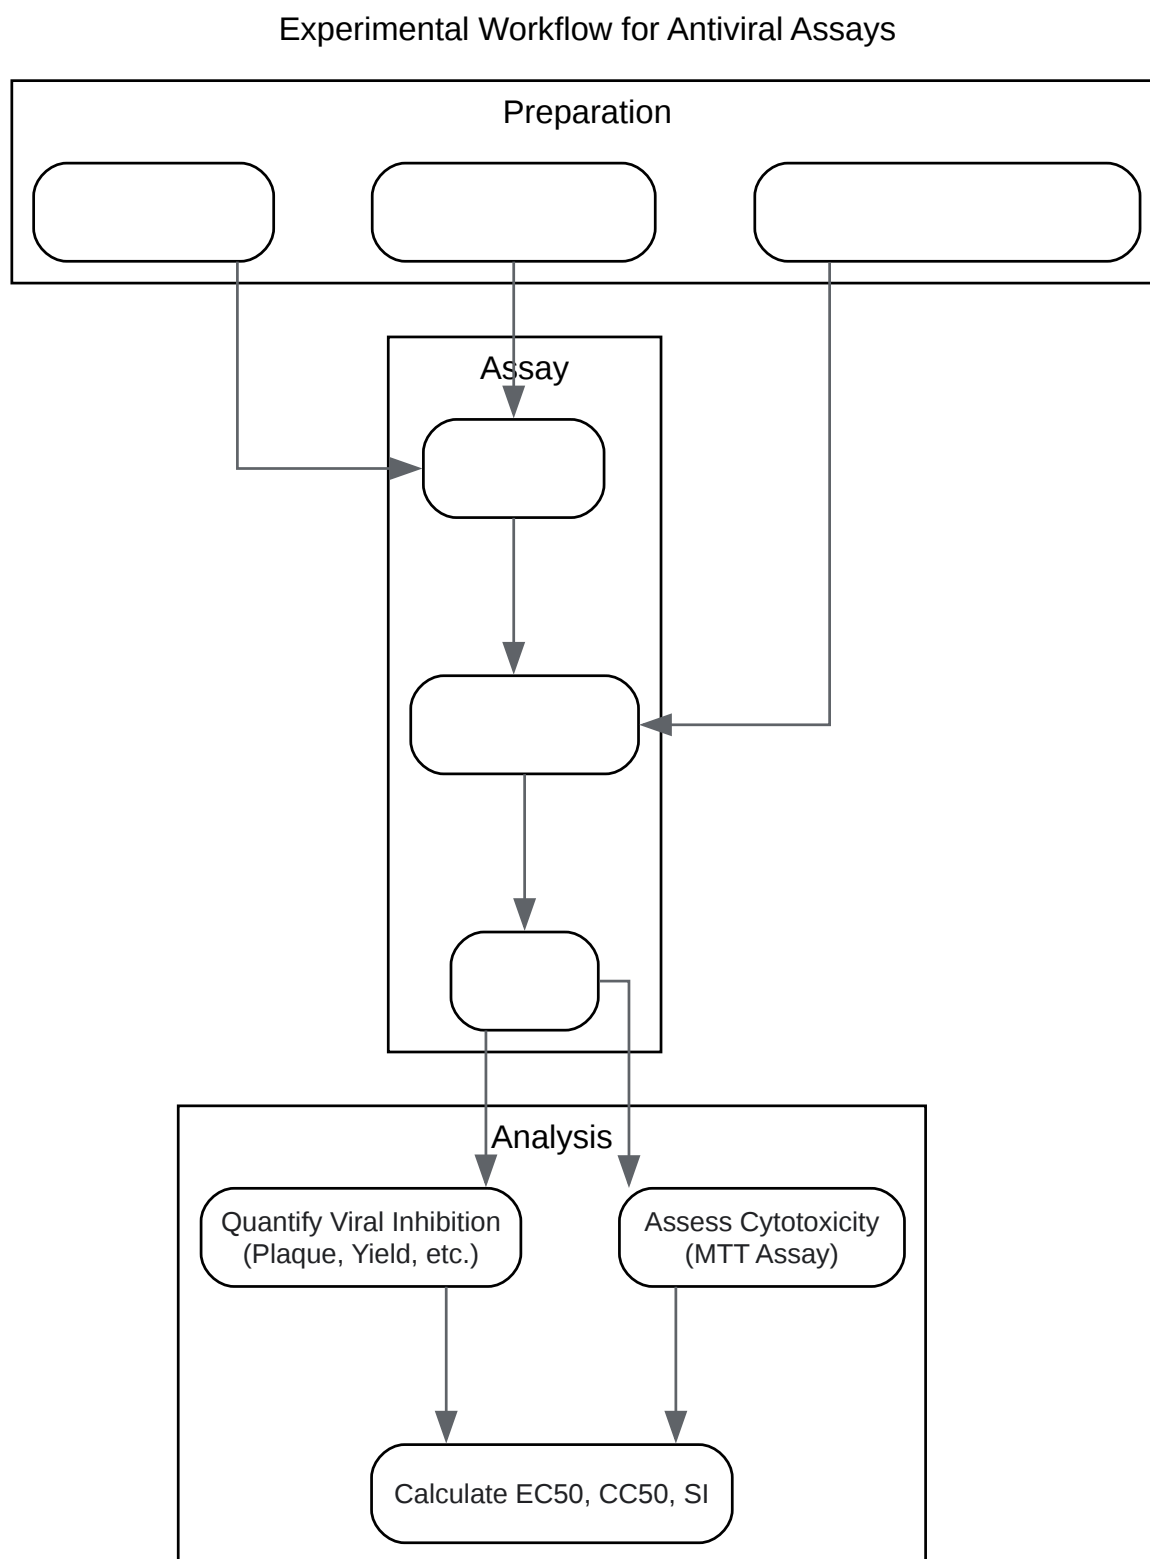 Experimental Workflow for Antiviral Assays
Preparation
Assay
Analysis
Quantify Viral Inhibition
(Plaque, Yield, etc.)
Assess Cytotoxicity
(MTT Assay)
Calculate EC50, CC50, SI